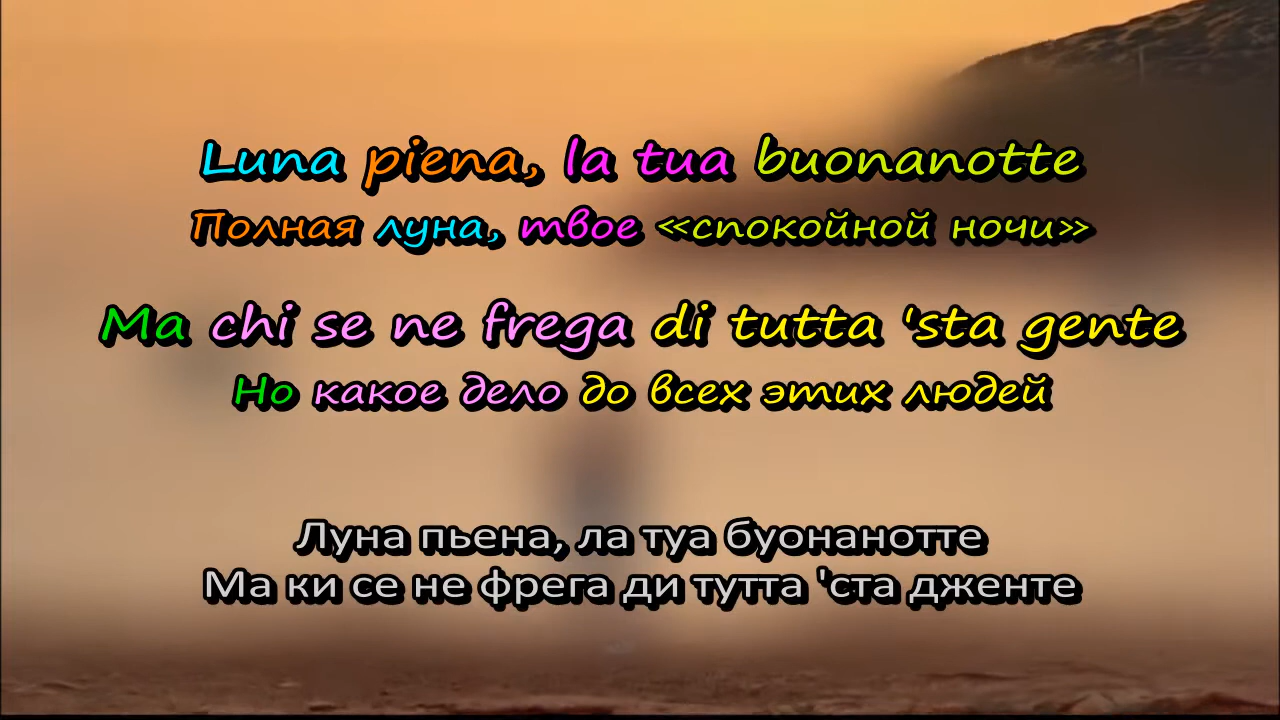 Luna piena, la tua buonanotte
Полная луна, твое «спокойной ночи»
Ma chi se ne frega di tutta 'sta gente
Но какое дело до всех этих людей
Луна пьена, ла туа буонанотте
Ма ки се не фрега ди тутта 'ста дженте